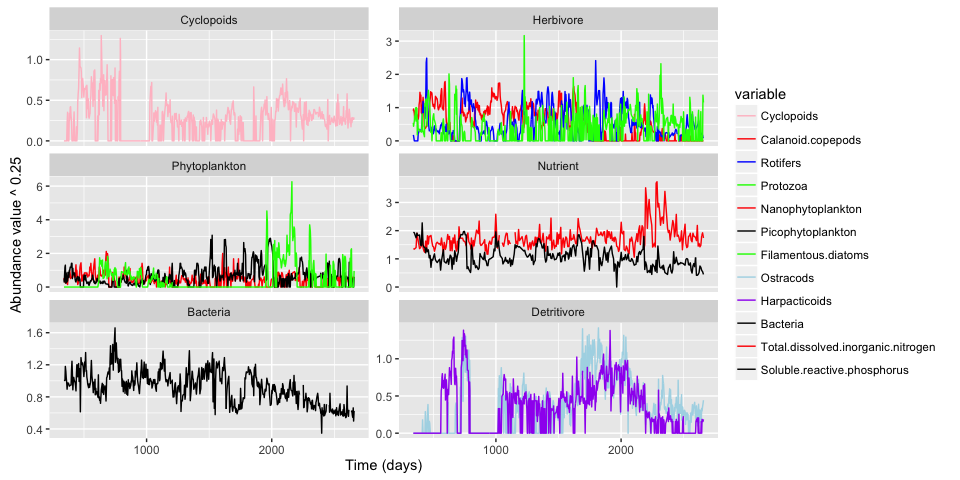 Cyclopoids
Herbivore
1.0
0.5
0.0
3
2
1
0
Phytoplankton
Nutrient
6
4
2
0
3
2
1
0
Bacteria
Detritivore
1.6
1.2
0.8
0.4
1.0
0.5
0.0
1000
2000
1000
2000
Time (days)
Abundance value ^ 0.25
variable
Cyclopoids
Calanoid.copepods
Rotifers
Protozoa
Nanophytoplankton
Picophytoplankton
Filamentous.diatoms
Ostracods
Harpacticoids
Bacteria
Total.dissolved.inorganic.nitrogen
Soluble.reactive.phosphorus